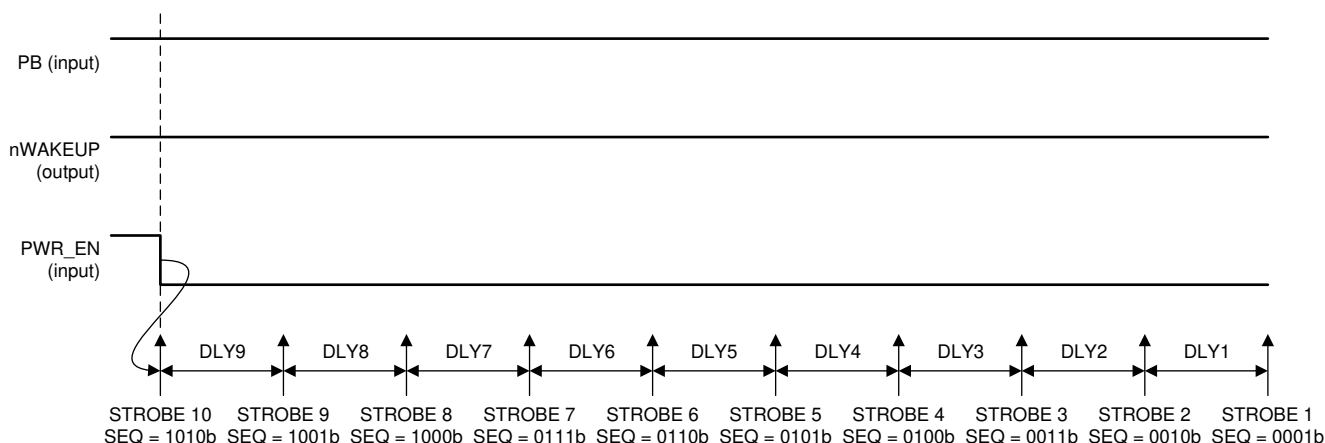 PB (input)
nWAKEUP
(output)
PWR_EN
(input)
DLY9 DLY8 DLY7 DLY6 DLY5 DLY4 DLY3 DLY2 DLY1
STROBE 10 STROBE 9 STROBE 8 STROBE 7 STROBE 6 STROBE 5 STROBE 4 STROBE 3 STROBE 2 STROBE 1
SEQ = 1010b SEQ = 1001b SEQ = 1000b SEQ = 0111b SEQ = 0110b SEQ = 0101b SEQ = 0100b SEQ = 0011b SEQ = 0010b SEQ = 0001b